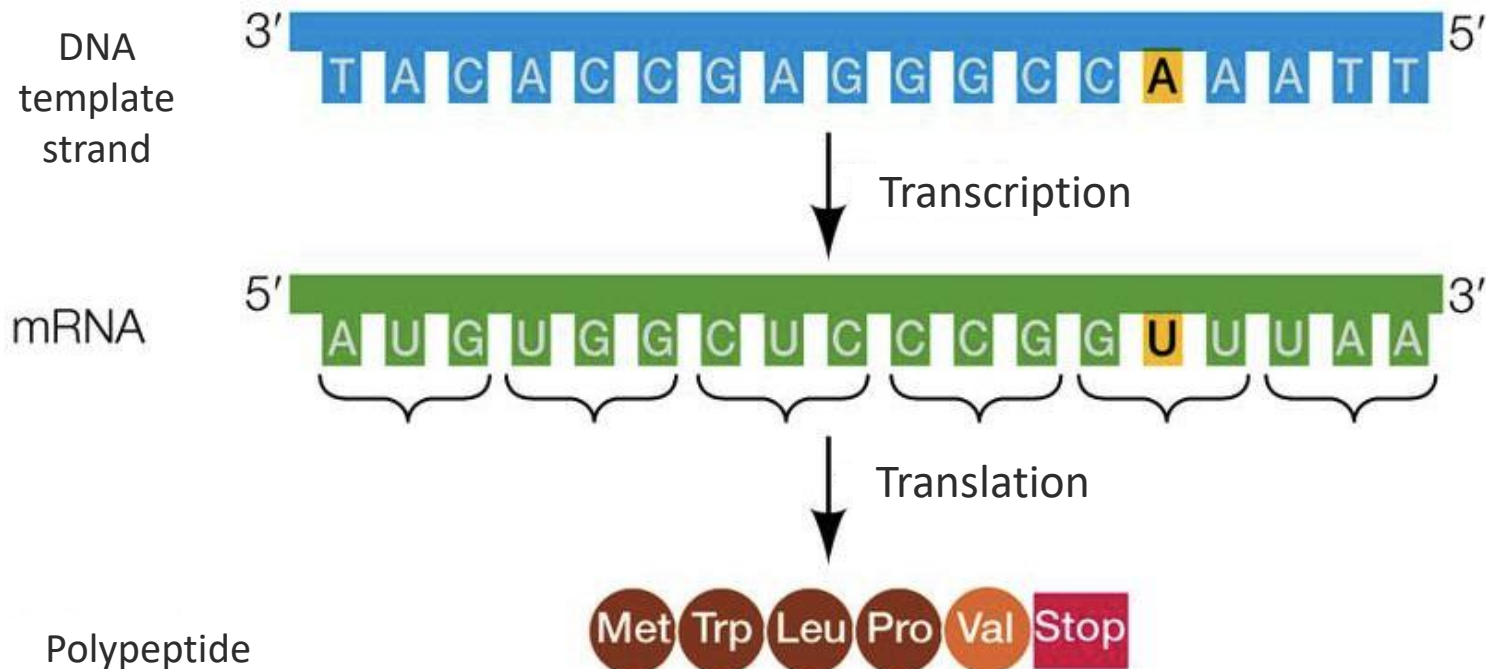 DNA
template
strand
3′ 5′
T A C A C C G A G G G C C A A A T T
Transcription
mRNA
5′ 3′
A U G U G G C U C C C G G U U U A A
Translation
Polypeptide
Met Trp Leu Pro Val Stop